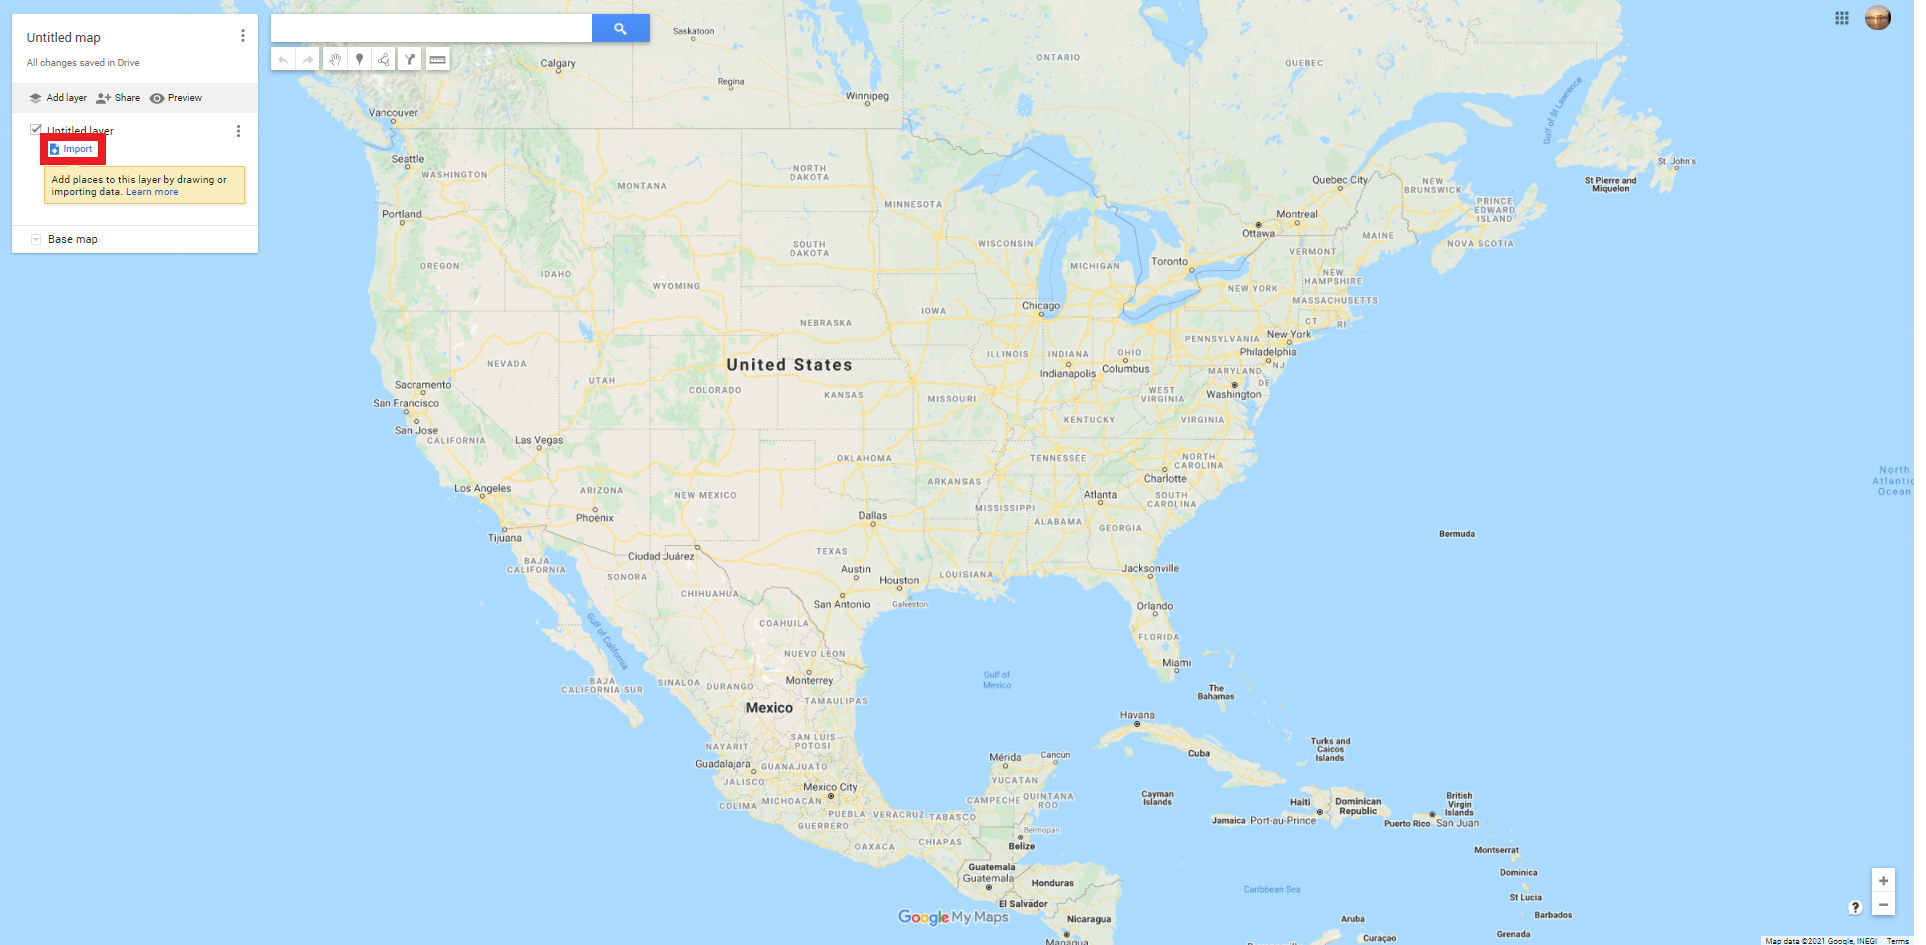 Untitled map
All changes saved in Drive
Add layer Share Preview
Untitled layer
Import
Add places to this layer by drawing or
importing data. Learn more
Base map
Saskatoon
Calgary
ONTARIO
QUEBEC
Regina
Winnipeg
Vancouver
Gulf of St Lawrence
Seattle
WASHINGTON
MONTANA
NORTH
DAKOTA
St. John's
St Pierre and
Miquelon
Quebec City
NEW
BRUNSWICK
PRINCE
EDWARD
ISLAND
Portland
MINNESOTA
Montreal
Ottawa
MAINE
NOVA SCOTIA
SOUTH
DAKOTA
WISCONSIN
VERMONT
OREGON
IDAHO
MICHIGAN
Toronto
NEW
HAMPSHIRE
WYOMING
NEW YORK
MASSACHUSETTS
Chicago
IOWA
NEBRASKA
CT
RI
New York
PENNSYLVANIA
NEVADA
ILLINOIS
INDIANA
OHIO
Philadelphia
United States
NJ
UTAH
COLORADO
KANSAS
MISSOURI
Indianapolis
Columbus
MARYLAND
DE
Sacramento
WEST
VIRGINIA
Washington
San Francisco
San Jose
CALIFORNIA
Las Vegas
KENTUCKY
VIRGINIA
OKLAHOMA
TENNESSEE
NORTH
CAROLINA
North
Atlantic
Ocean
Los Angeles
ARIZONA
NEW MEXICO
ARKANSAS
Charlotte
Atlanta
SOUTH
CAROLINA
Phoenix
Dallas
MISSISSIPPI
ALABAMA
GEORGIA
Tijuana
Bermuda
Ciudad Juárez
TEXAS
BAJA
CALIFORNIA
SONORA
Austin
Houston
LOUISIANA
Jacksonville
CHIHUAHUA
San Antonio
Galveston
Orlando
COAHUILA
Gulf of California
FLORIDA
NUEVO LEON
Miami
BAJA
CALIFORNIA SUR
SINALOA
DURANGO
Monterrey
Gulf of
Mexico
The
Bahamas
TAMAULIPAS
Mexico
Havana
SAN LUIS
POTOSI
NAYARIT
Turks and
Caicos
Islands
Cuba
Mérida
Cancún
Guadalajara
GUANAJUATO
JALISCO
YUCATAN
Mexico City
COLIMA
MICHOACÁN
CAMPECHE
QUINTANA
ROO
Cayman
Islands
Haiti
Dominican
Republic
British
Virgin
Islands
PUEBLA
VERACRUZ
TABASCO
GUERRERO
Jamaica
Port-au-Prince
Puerto Rico
San Juan
Belmopan
OAXACA
CHIAPAS
Belize
Montserrat
Guatemala
Guatemala
Dominica
Honduras
Caribbean Sea
El Salvador
St Lucia
Google My Maps
Nicaragua
Aruba
Barbados
Managua
Curaçao
Grenada
+
−
?
Map data ©2021 Google, INEGI Terms